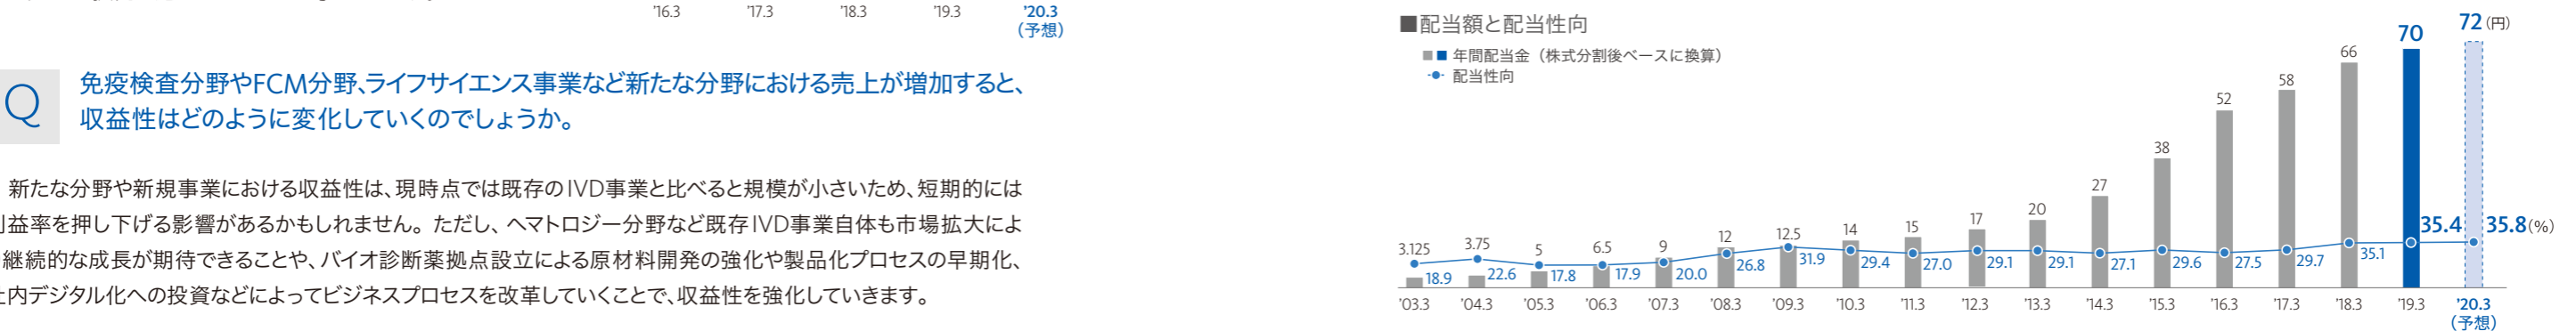 ’16.3 ’17.3 ’18.3 ’19.3 ’20.3
（予想）
Q
免疫検査分野やFCM分野、ライフサイエンス事業など新たな分野における売上が増加すると、
収益性はどのように変化していくのでしょうか。
新たな分野や新規事業における収益性は、現時点では既存のIVD事業と比べると規模が小さいため、短期的には
益率を押し下げる影響があるかもしれません。ただし、ヘマトロジー分野など既存IVD事業自体も市場拡大によ
継続的な成長が期待できることや、バイオ診断薬拠点設立による原材料開発の強化や製品化プロセスの早期化、
内デジタル化への投資などによってビジネスプロセスを改革していくことで、収益性を強化していきます。
■配当額と配当性向
年間配当金（株式分割後ベースに換算）
配当性向
3.125 3.75 5 6.5 9 12 12.5 14 15 17 20 27 38 52 58 66 70 72（円）
18.9 22.6 17.8 17.9 20.0 26.8 31.9 29.4 27.0 29.1 29.1 27.1 29.6 27.5 29.7 35.1 35.4 35.8（%）
’03.3 ’04.3 ’05.3 ’06.3 ’07.3 ’08.3 ’09.3 ’10.3 ’11.3 ’12.3 ’13.3 ’14.3 ’15.3 ’16.3 ’17.3 ’18.3 ’19.3 ’20.3
（予想）